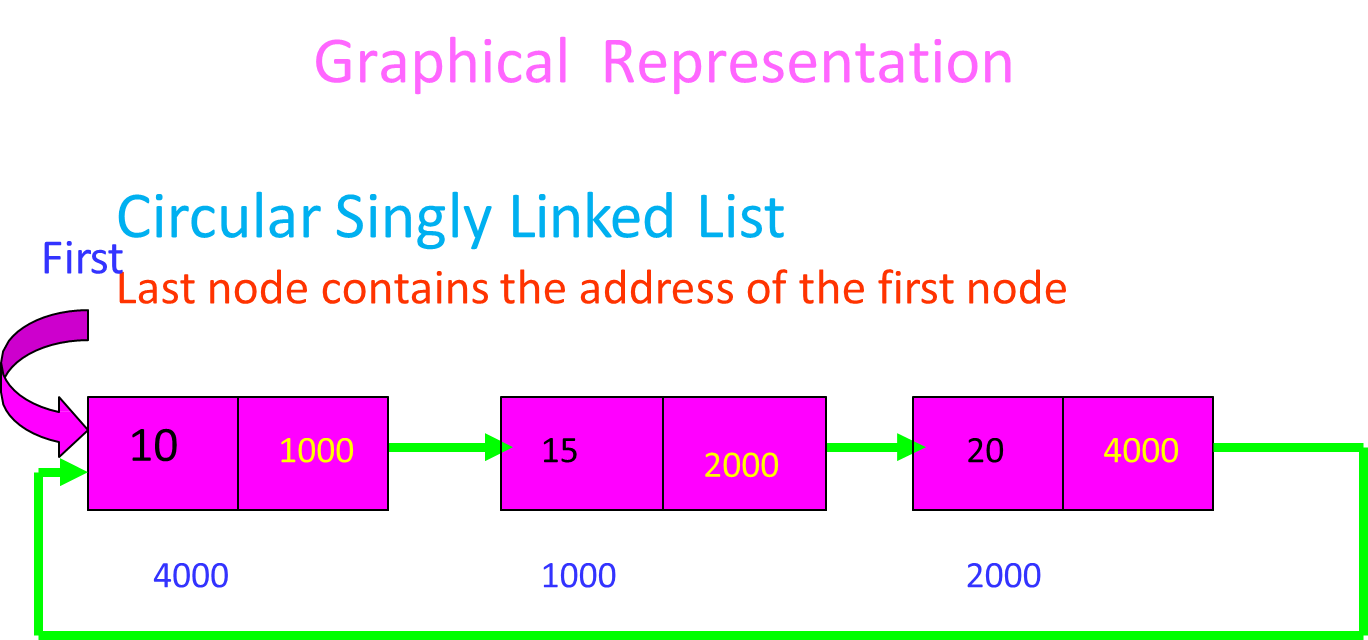 Graphical Representation
Circular Singly Linked List
First
Last node contains the address of the first node
10 1000 15 2000 20 4000
4000 1000 2000